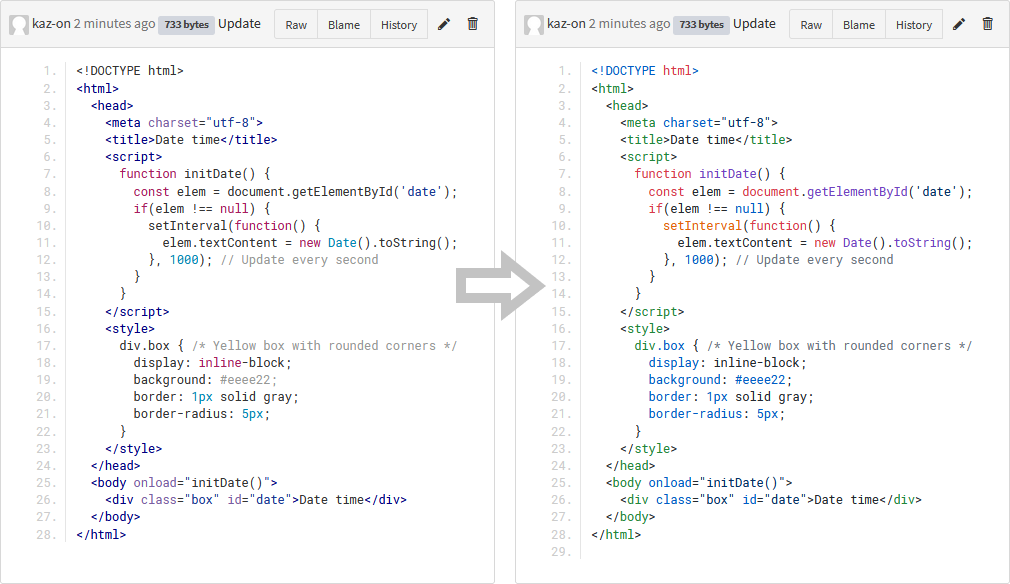 kaz-on 2 minutes ago 733 bytes Update Raw Blame History
1. <!DOCTYPE html>
2. <html>
3.   <head>
4.     <meta charset="utf-8">
5.     <title>Date time</title>
6.     <script>
7.       function initDate() {
8.         const elem = document.getElementById('date');
9.         if(elem !== null) {
10.           setInterval(function() {
11.             elem.textContent = new Date().toString();
12.           }, 1000); // Update every second
13.         }
14.       }
15.     </script>
16.     <style>
17.       div.box { /* Yellow box with rounded corners */
18.         display: inline-block;
19.         background: #eeee22;
20.         border: 1px solid gray;
21.         border-radius: 5px;
22.       }
23.     </style>
24.   </head>
25.   <body onload="initDate()">
26.     <div class="box" id="date">Date time</div>
27.   </body>
28. </html>
kaz-on 2 minutes ago 733 bytes Update Raw Blame History
1. <!DOCTYPE html>
2. <html>
3.   <head>
4.     <meta charset="utf-8">
5.     <title>Date time</title>
6.     <script>
7.       function initDate() {
8.         const elem = document.getElementById('date');
9.         if(elem !== null) {
10.           setInterval(function() {
11.             elem.textContent = new Date().toString();
12.           }, 1000); // Update every second
13.         }
14.       }
15.     </script>
16.     <style>
17.       div.box { /* Yellow box with rounded corners */
18.         display: inline-block;
19.         background: #eeee22;
20.         border: 1px solid gray;
21.         border-radius: 5px;
22.       }
23.     </style>
24.   </head>
25.   <body onload="initDate()">
26.     <div class="box" id="date">Date time</div>
27.   </body>
28. </html>
29.